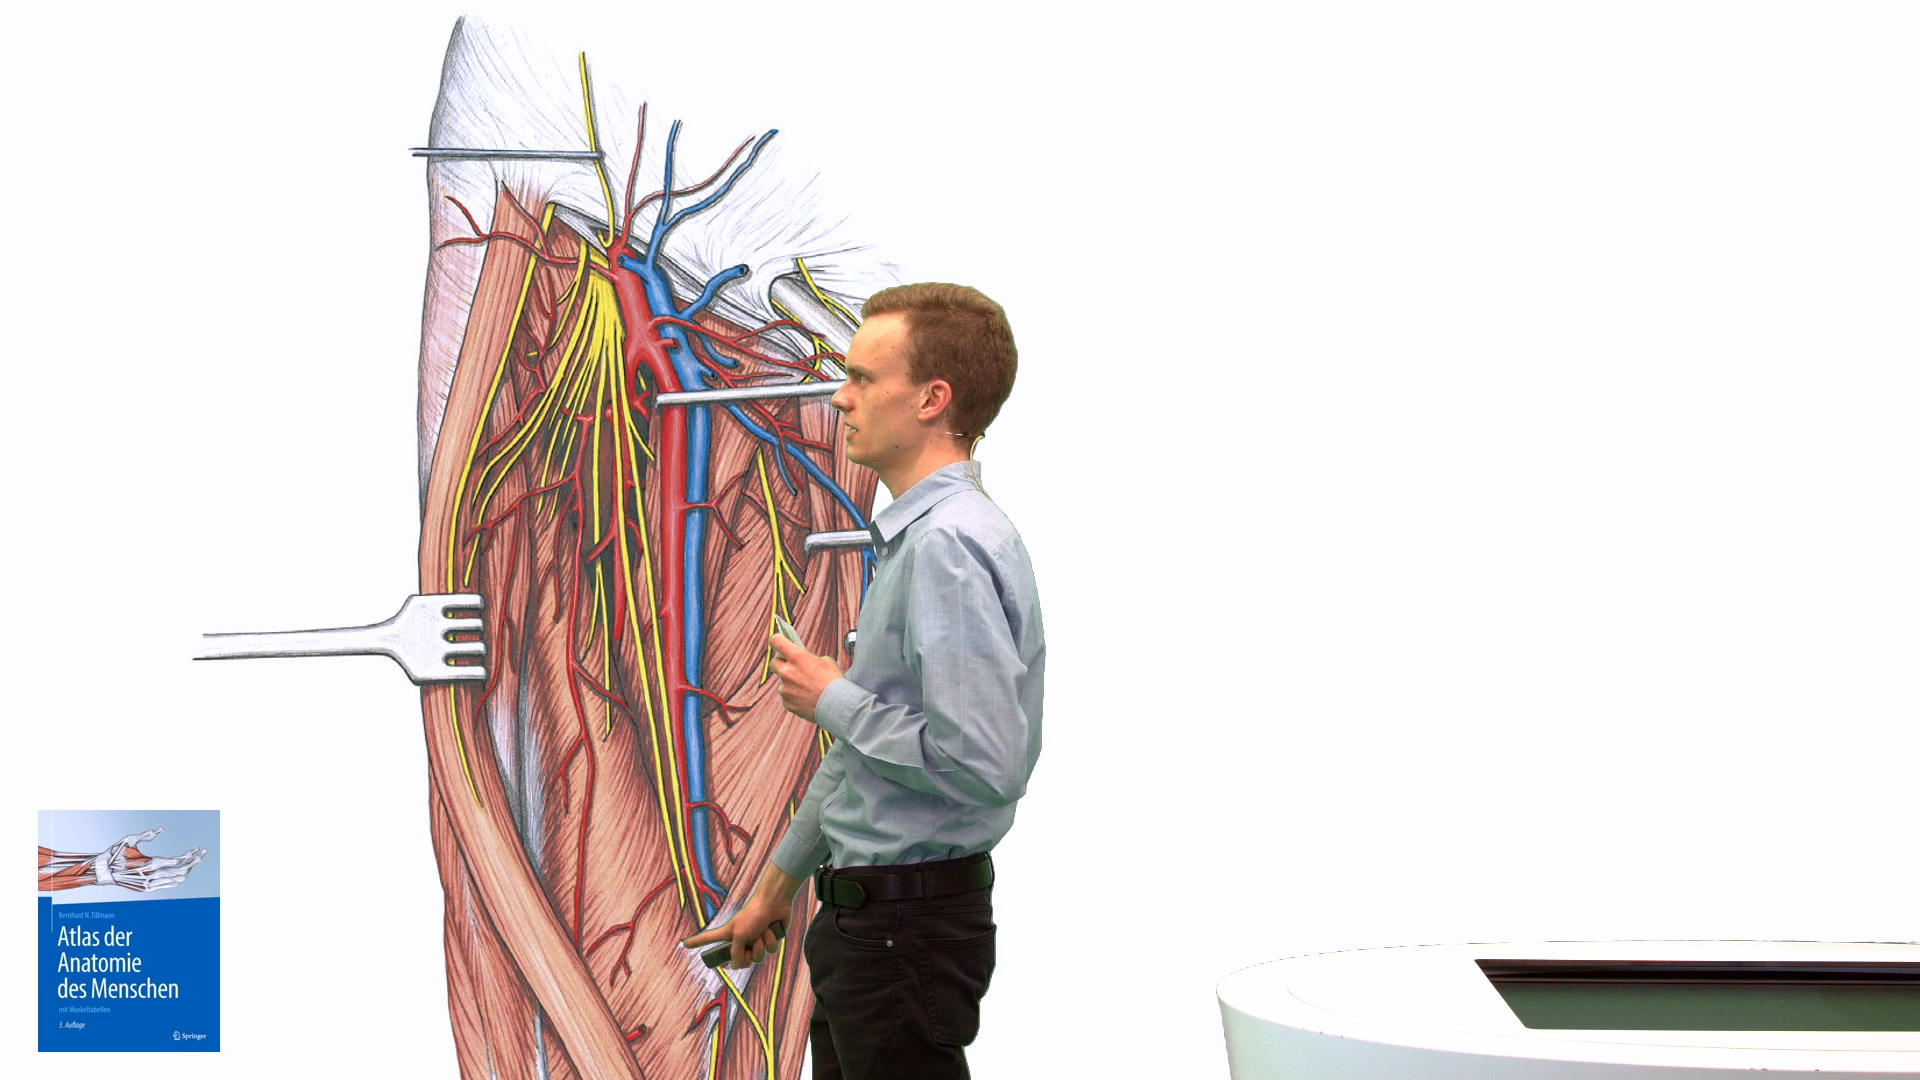 Bernhard N. Tillmann
Atlas der
Anatomie
des Menschen
mit Muskeltabellen
3. Auflage
Springer